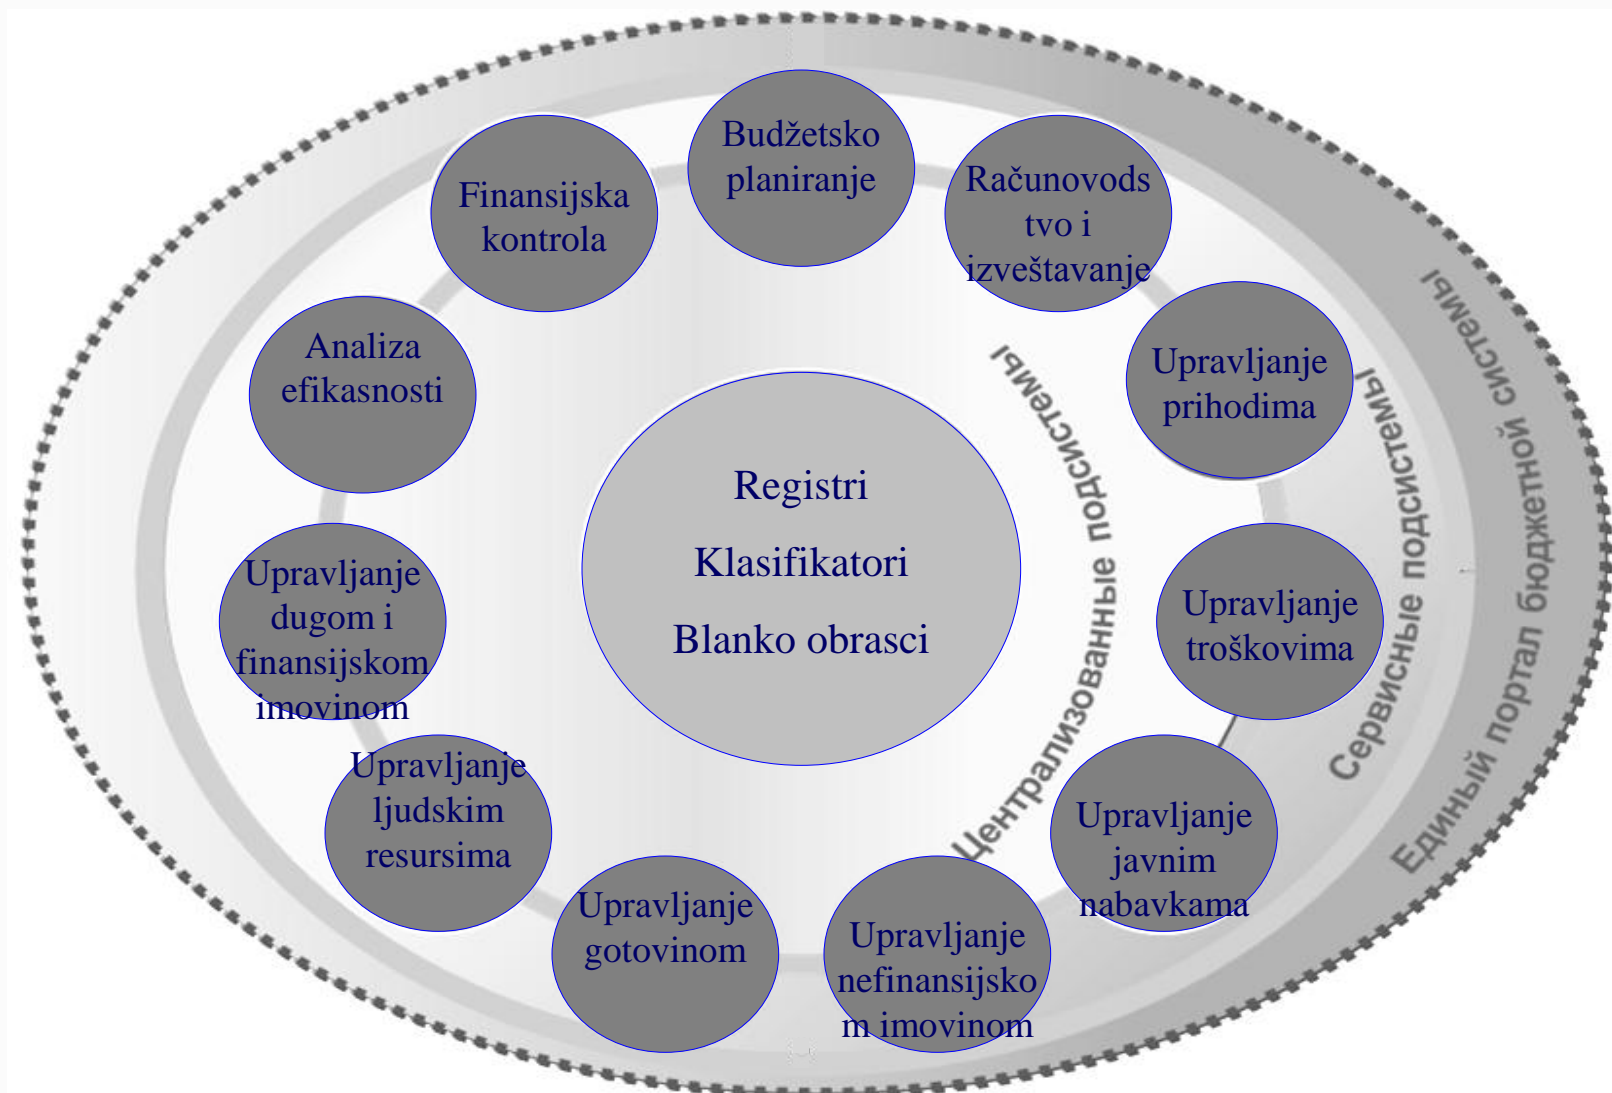 Budžetsko
planiranje
Računovods
tvo i
izveštavanje
Upravljanje
prihodima
Upravljanje
troškovima
Upravljanje
javnim
nabavkama
Upravljanje
nefinansijsko
m imovinom
Upravljanje
gotovinom
Upravljanje
ljudskim
resursima
Upravljanje
dugom i
finansijskom
imovinom
Analiza
efikasnosti
Finansijska
kontrola
Registri
Klasifikatori
Blanko obrasci
Централизованные подсистемы
Сервисные подсистемы
Единый портал бюджетной системы